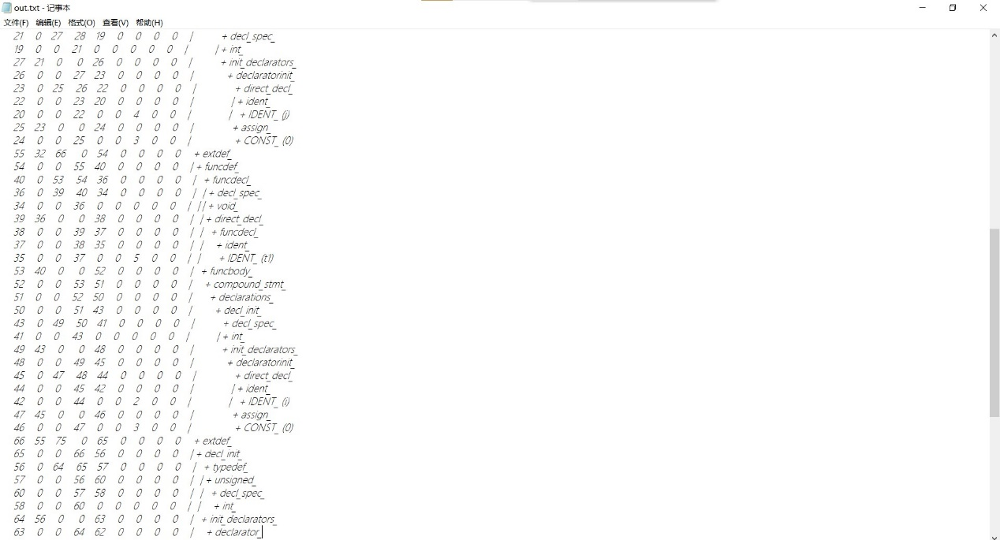 out.txt - 记事本
文件(F) 编辑(E) 格式(O) 查看(V) 帮助(H)
21 0 27 28 19 0 0 0 0 | + decl_spec_
19 0 0 21 0 0 0 0 0 | | + int_
27 21 0 0 26 0 0 0 0 | + init_declarators_
26 0 0 27 23 0 0 0 0 | + declaratorinit_
23 0 25 26 22 0 0 0 0 | + direct_decl_
22 0 0 23 20 0 0 0 0 | | + ident_
20 0 0 22 0 0 4 0 0 | | + IDENT_ (j)
25 23 0 0 24 0 0 0 0 | + assign_
24 0 0 25 0 0 3 0 0 | + CONST_ (0)
55 32 66 0 54 0 0 0 0 + extdef_
54 0 0 55 40 0 0 0 0 | + funcdef_
40 0 53 54 36 0 0 0 0 | + funcdecl_
36 0 39 40 34 0 0 0 0 | | + decl_spec_
34 0 0 36 0 0 0 0 0 | | | + void_
39 36 0 0 38 0 0 0 0 | | + direct_decl_
38 0 0 39 37 0 0 0 0 | | + funcdecl_
37 0 0 38 35 0 0 0 0 | | + ident_
35 0 0 37 0 0 5 0 0 | | + IDENT_ (t1)
53 40 0 0 52 0 0 0 0 | + funcbody_
52 0 0 53 51 0 0 0 0 | + compound_stmt_
51 0 0 52 50 0 0 0 0 | + declarations_
50 0 0 51 43 0 0 0 0 | + decl_init_
43 0 49 50 41 0 0 0 0 | + decl_spec_
41 0 0 43 0 0 0 0 0 | | + int_
49 43 0 0 48 0 0 0 0 | + init_declarators_
48 0 0 49 45 0 0 0 0 | + declaratorinit_
45 0 47 48 44 0 0 0 0 | + direct_decl_
44 0 0 45 42 0 0 0 0 | | + ident_
42 0 0 44 0 0 2 0 0 | | + IDENT_ (i)
47 45 0 0 46 0 0 0 0 | + assign_
46 0 0 47 0 0 3 0 0 | + CONST_ (0)
66 55 75 0 65 0 0 0 0 + extdef_
65 0 0 66 56 0 0 0 0 | + decl_init_
56 0 64 65 57 0 0 0 0 | + typedef_
57 0 0 56 60 0 0 0 0 | | + unsigned_
60 0 0 57 58 0 0 0 0 | | + decl_spec_
58 0 0 60 0 0 0 0 0 | | + int_
64 56 0 0 63 0 0 0 0 | + init_declarators_
63 0 0 64 62 0 0 0 0 | + declarator_